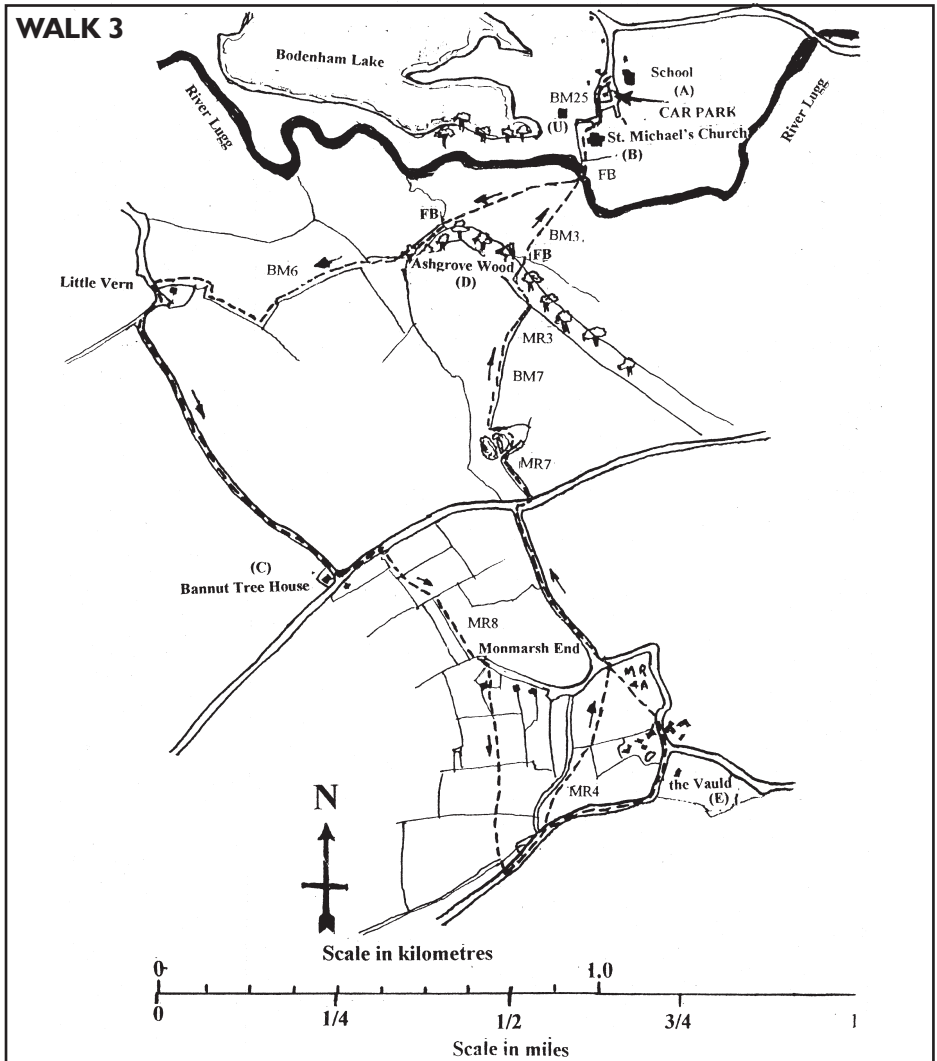 WALK 3
Bodenham Lake
School
(A)
CAR PARK
BM25
(U)
St. Michael's Church
(B)
River Lugg
River Lugg
FB
FB
BM3.
FB
BM6
Ashgrove Wood
(D)
Little Vern
MR3
BM7
MR7
(C)
Bannut Tree House
MR8
Monmarsh End
MR
4A
the Vauld
(E)
MR4
N
Scale in kilometres
0
1.0
0
1/4
1/2
3/4
1
Scale in miles